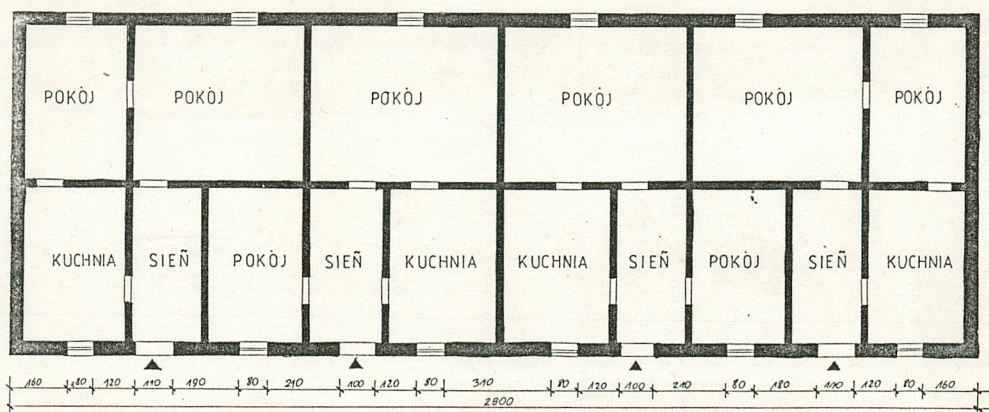 POKÓJ POKÓJ POKÓJ POKÓJ POKÓJ POKÓJ
KUCHNIA SIEŃ POKÓJ SIEŃ KUCHNIA KUCHNIA SIEŃ POKÓJ SIEŃ KUCHNIA
160 80 120 110 190 80 210 100 120 80 310 80 120 100 210 80 180 100 120 80 160
2800